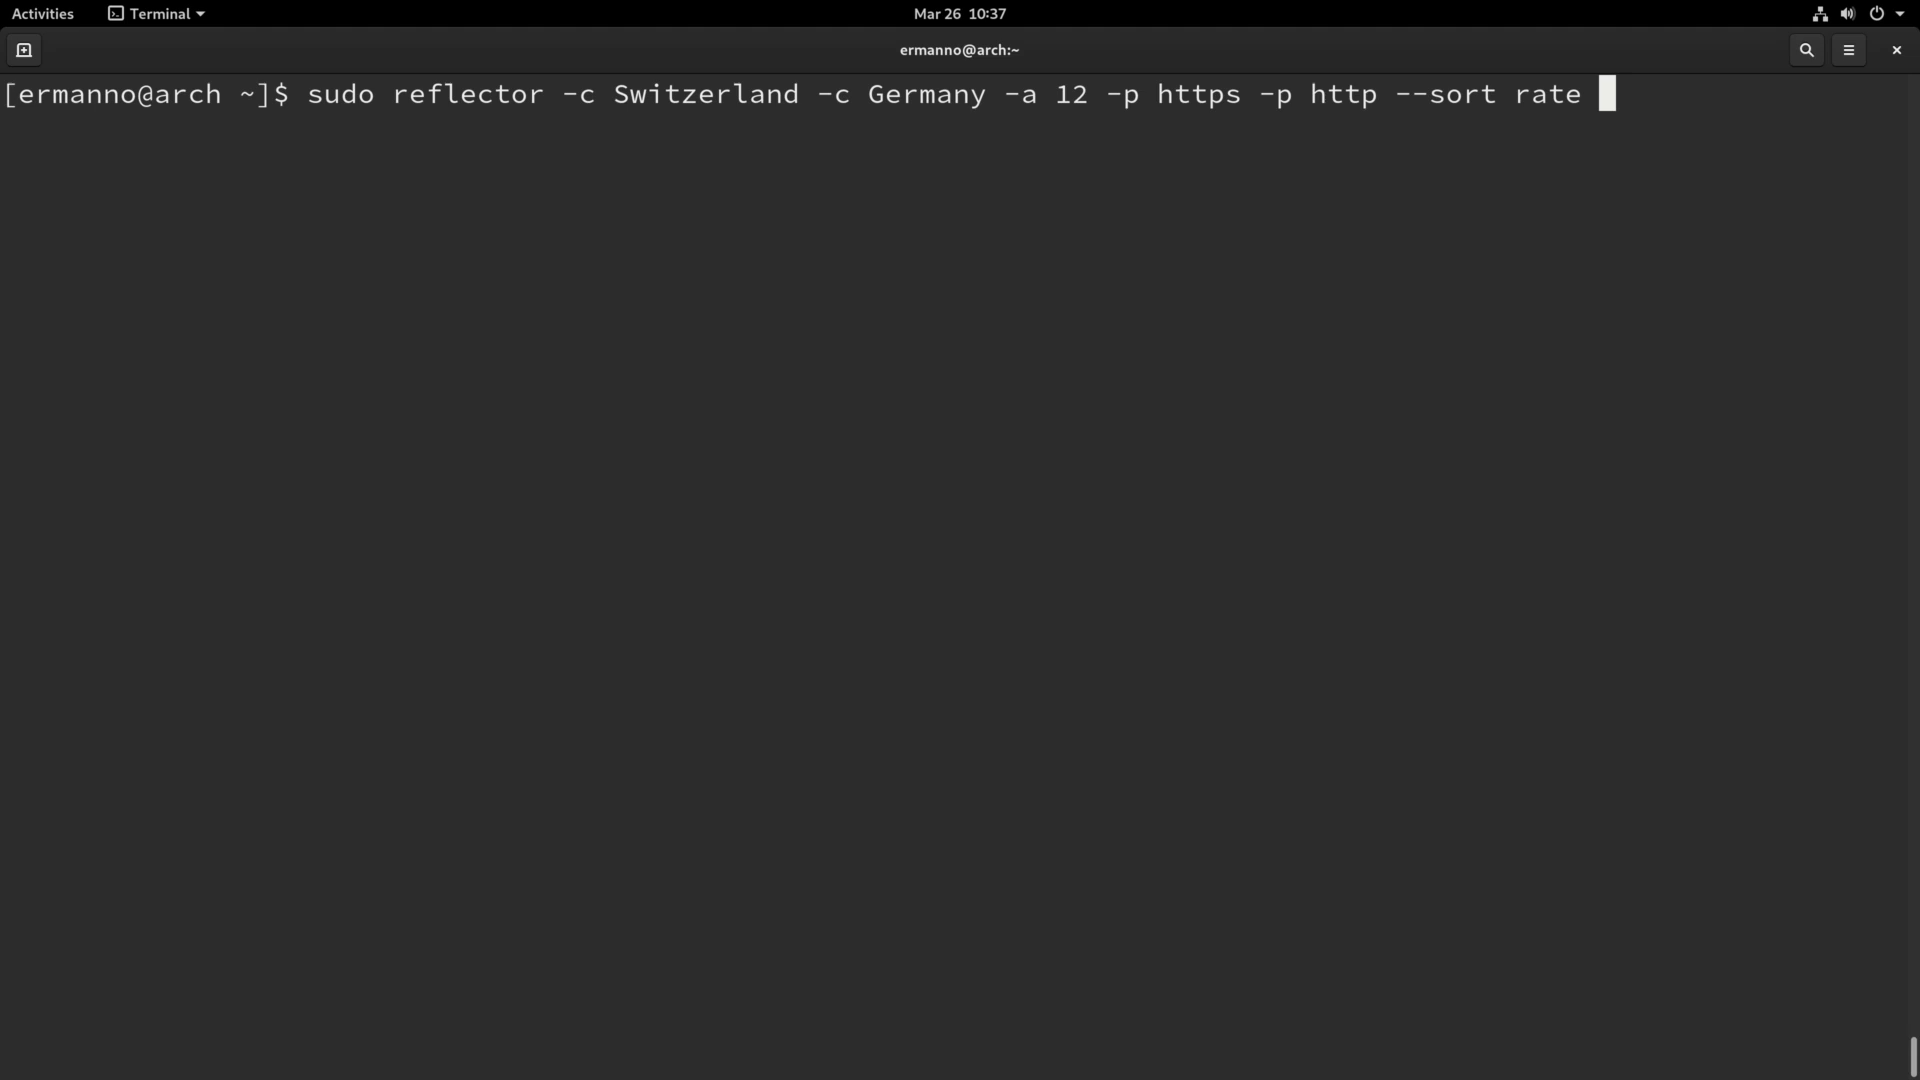 Activities Terminal Mar 26 10:37
ermanno@arch:~
[ermanno@arch ~]$ sudo reflector -c Switzerland -c Germany -a 12 -p https -p http --sort rate